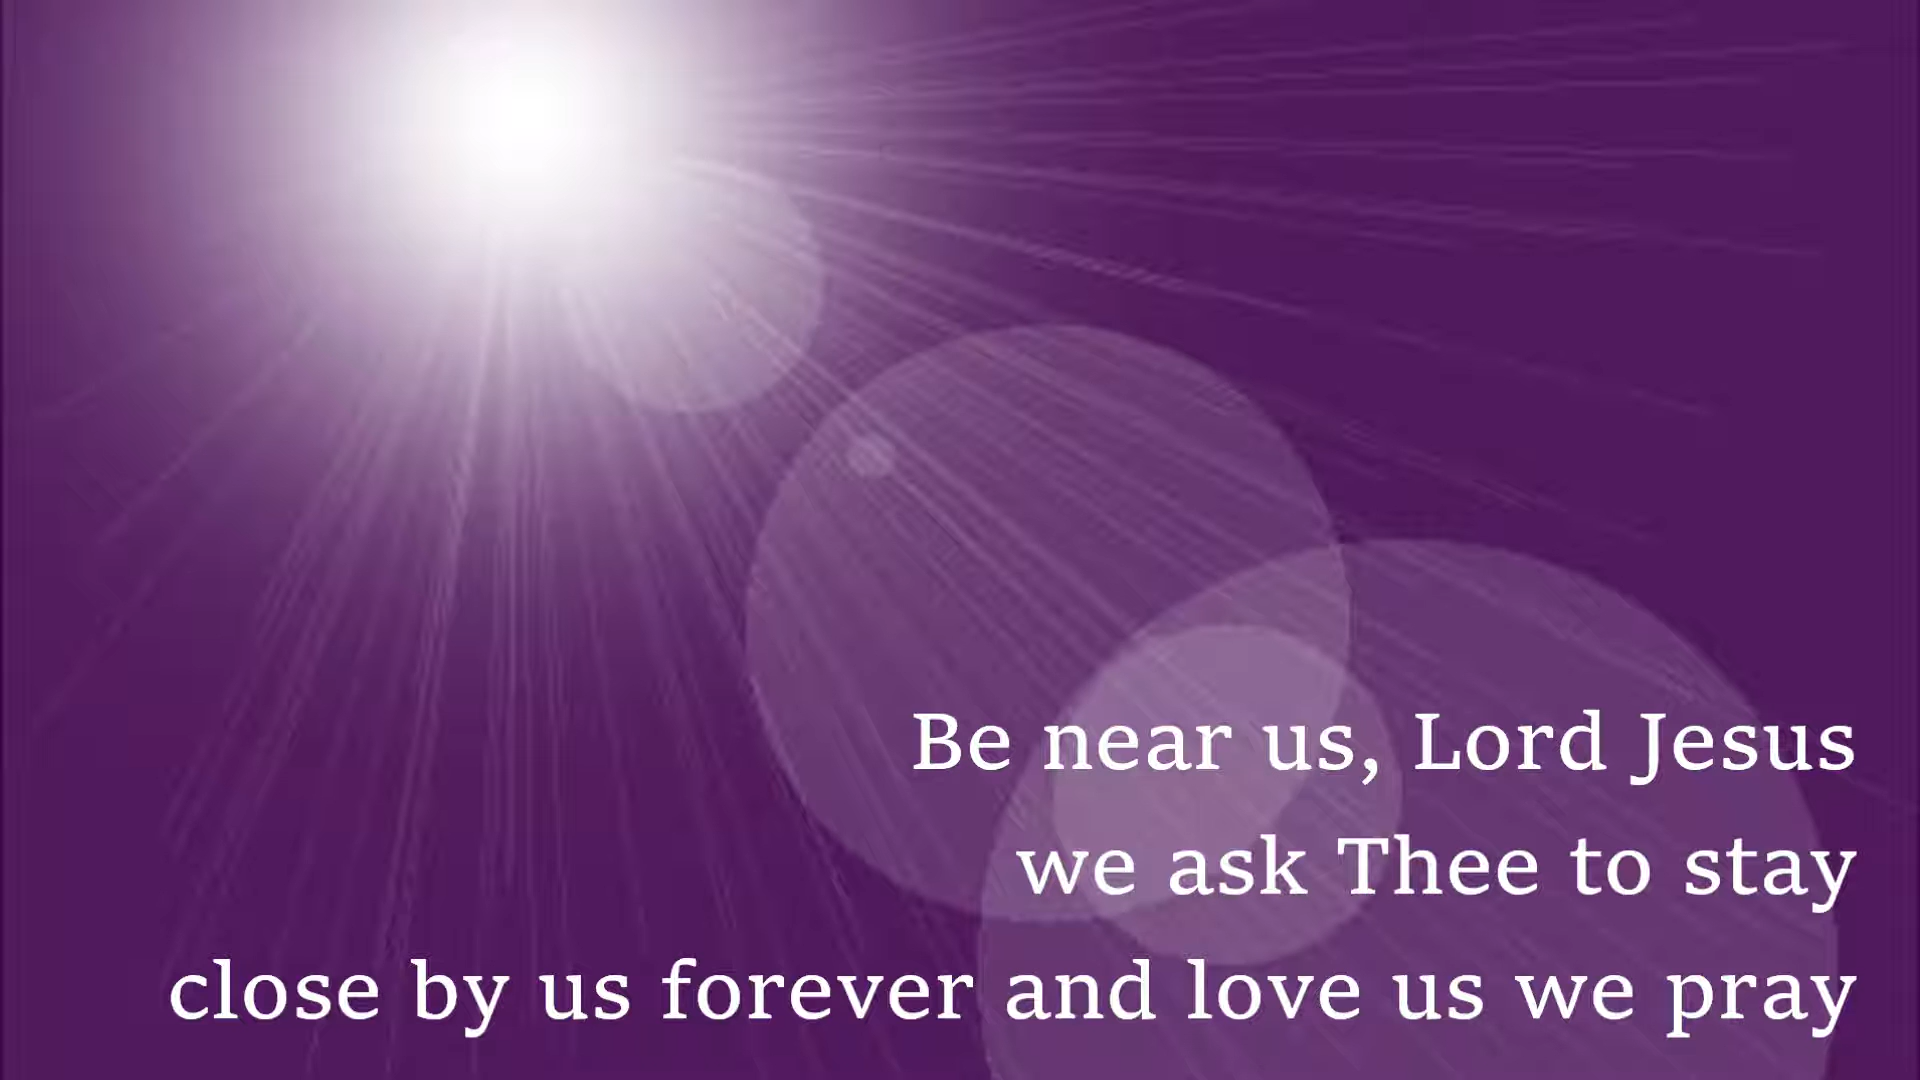 Be near us, Lord Jesus
we ask Thee to stay
close by us forever and love us we pray